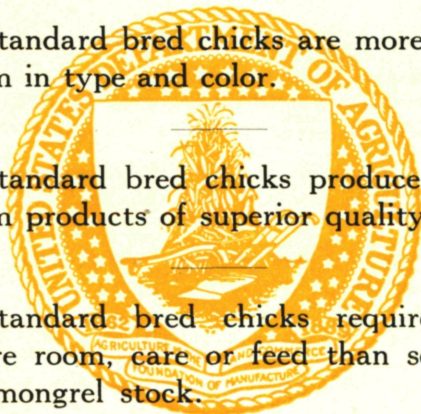 tandard bred chicks are more
m in type and color.
tandard bred chicks produce
m products of superior quality
tandard bred chicks requir
re room, care or feed than s
mongrel stock.
UNITED STATES DEPARTMENT OF AGRICULTURE
AGRICULTURE IS THE
AND COMMERCE
FOUNDATION OF MANUFACTURE